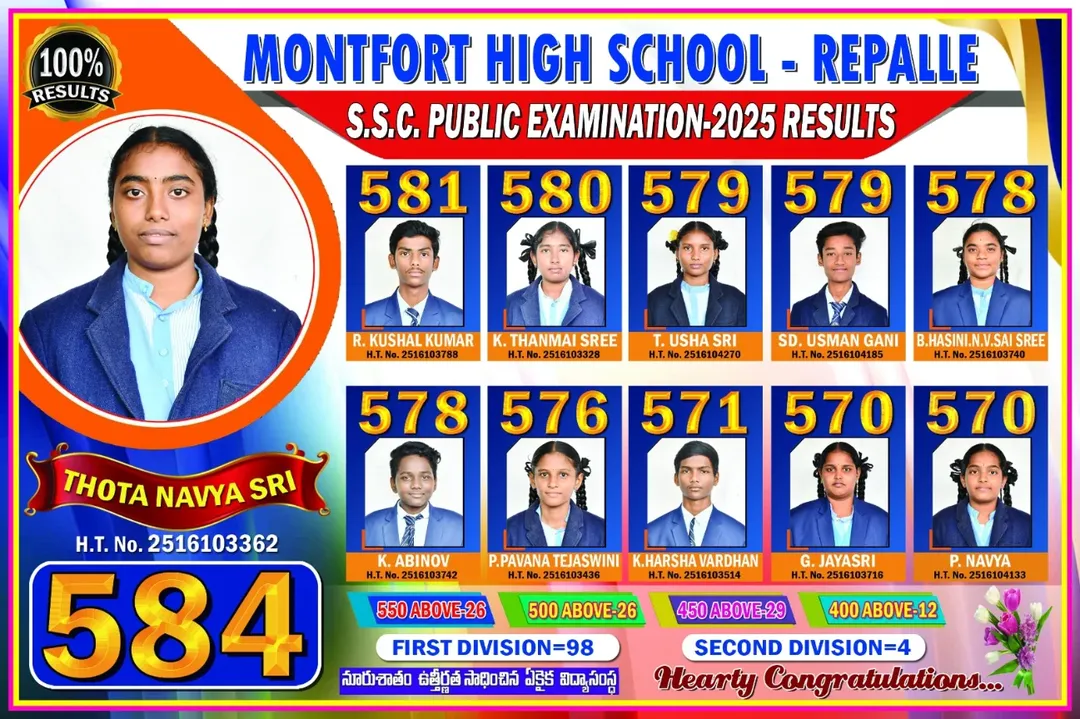 100%
RESULTS
MONTFORT HIGH SCHOOL - REPALLE
S.S.C. PUBLIC EXAMINATION-2025 RESULTS
THOTA NAVYA SRI
H.T. No. 2516103362
584
581
R. KUSHAL KUMAR
H.T. No. 2516103788
580
K. THANMAI SREE
H.T. No. 2516103328
579
T. USHA SRI
H.T. No. 2516104270
579
SD. USMAN GANI
H.T. No. 2516104185
578
B.HASINI.N.V.SAI SREE
H.T. No. 2516103740
578
K. ABINOV
H.T. No. 2516103742
576
P.PAVANA TEJASWINI
H.T. No. 2516103436
571
K.HARSHA VARDHAN
H.T. No. 2516103514
570
G. JAYASRI
H.T. No. 2516103716
570
P. NAVYA
H.T. No. 2516104133
550 ABOVE-26
500 ABOVE-26
450 ABOVE-29
400 ABOVE-12
FIRST DIVISION=98
SECOND DIVISION=4
నూరుశాతం ఉత్తీర్ణత సాధించిన ఏకైక విద్యాసంస్థ
Hearty Congratulations...